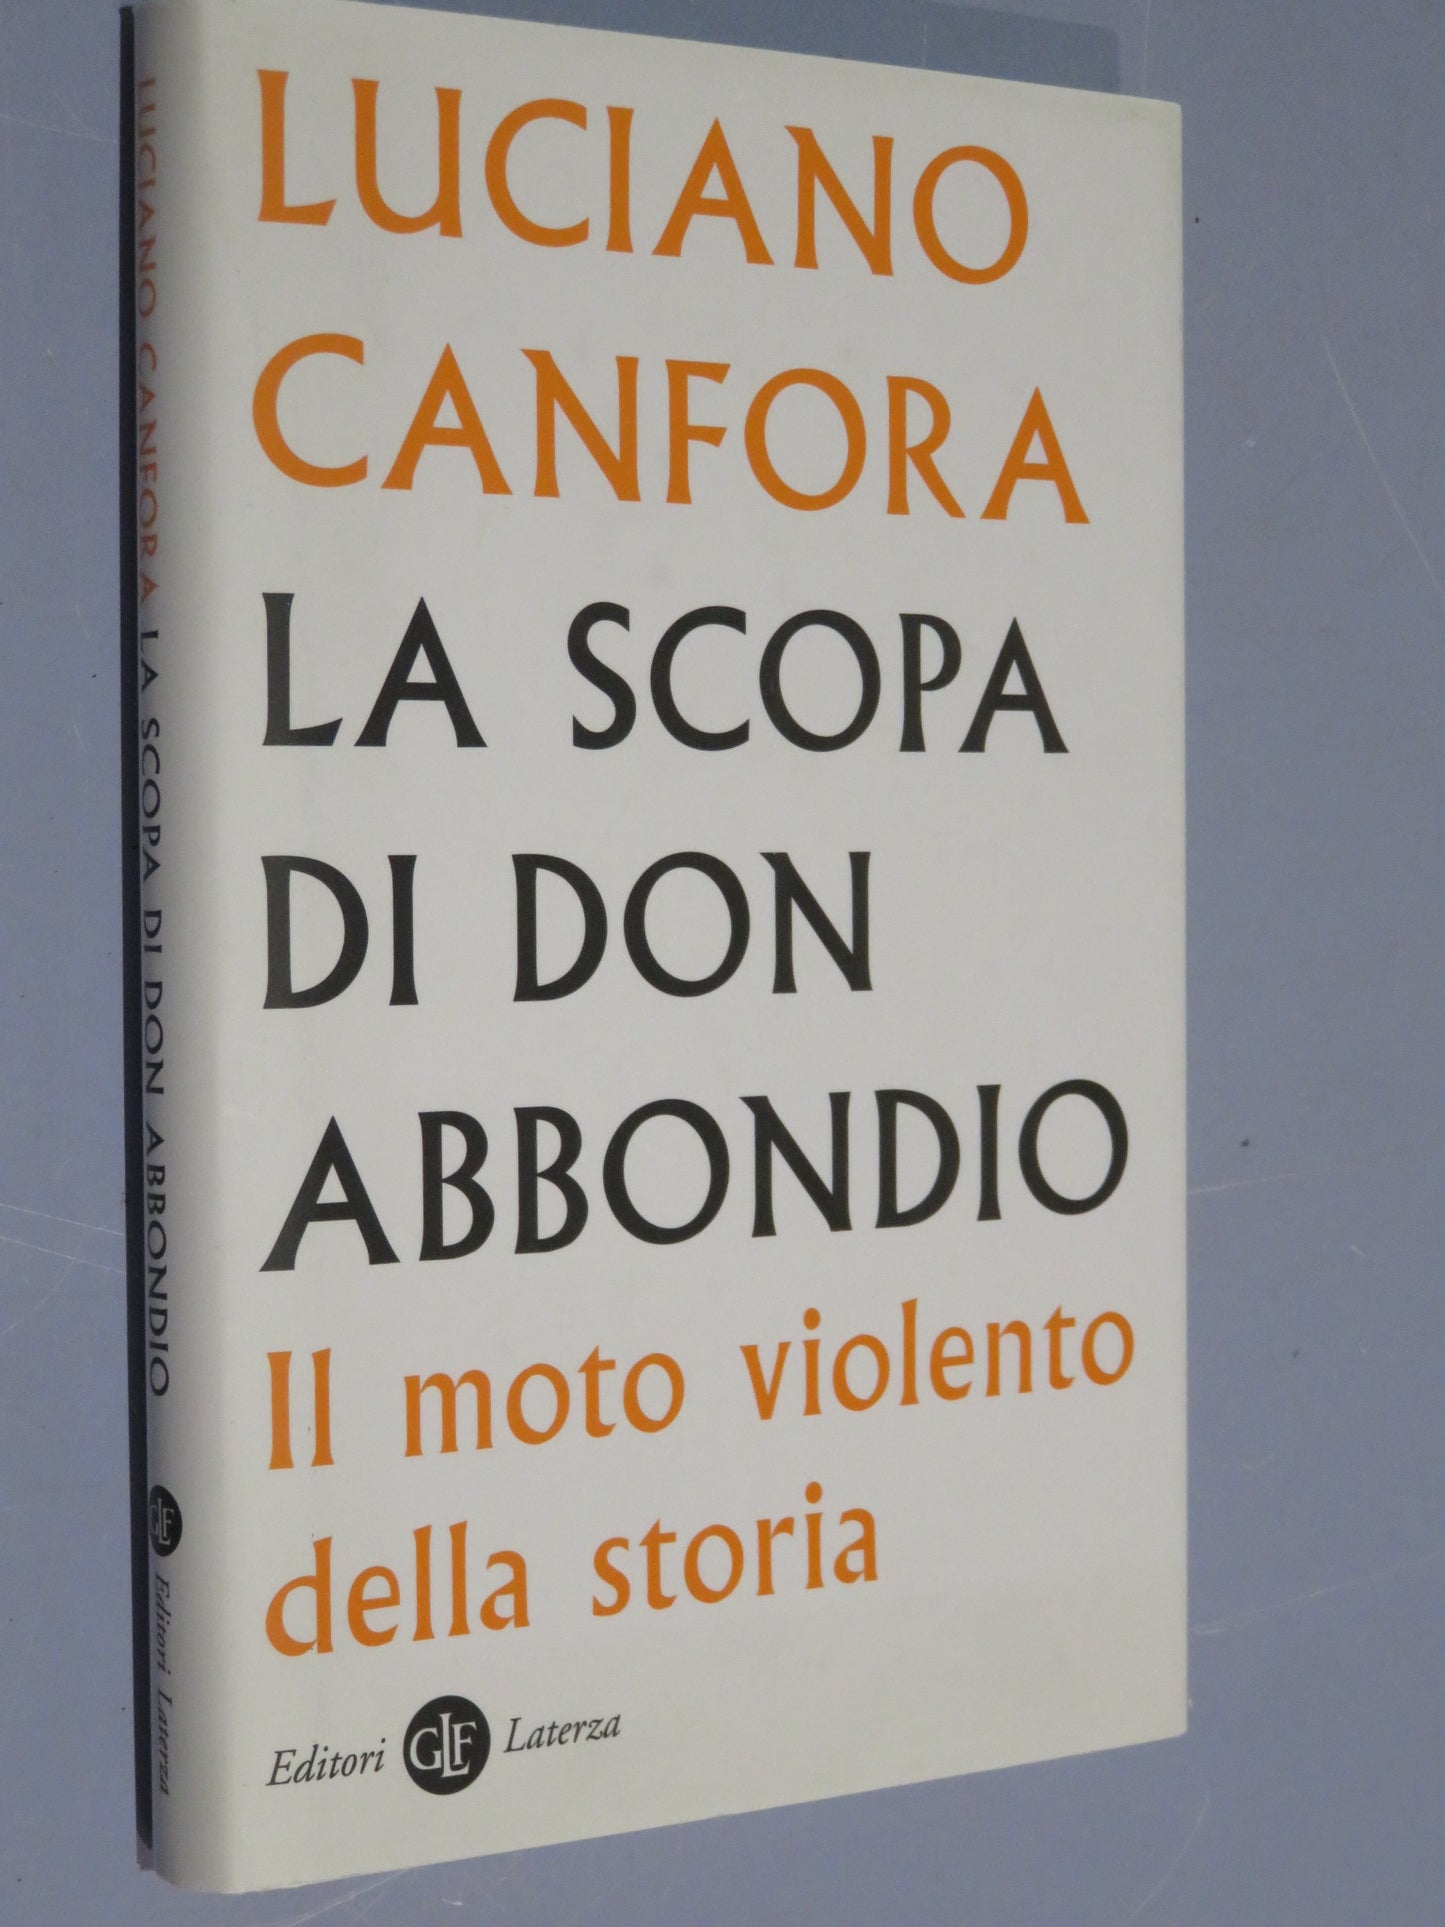 LUCIANO
CANFORA
LA SCOPA
DI DON
ABBONDIO
Il moto violento
della storia
Editori GLF Laterza
LUCIANO CANFORA LA SCOPA DI DON ABBONDIO GLF Editori Laterza